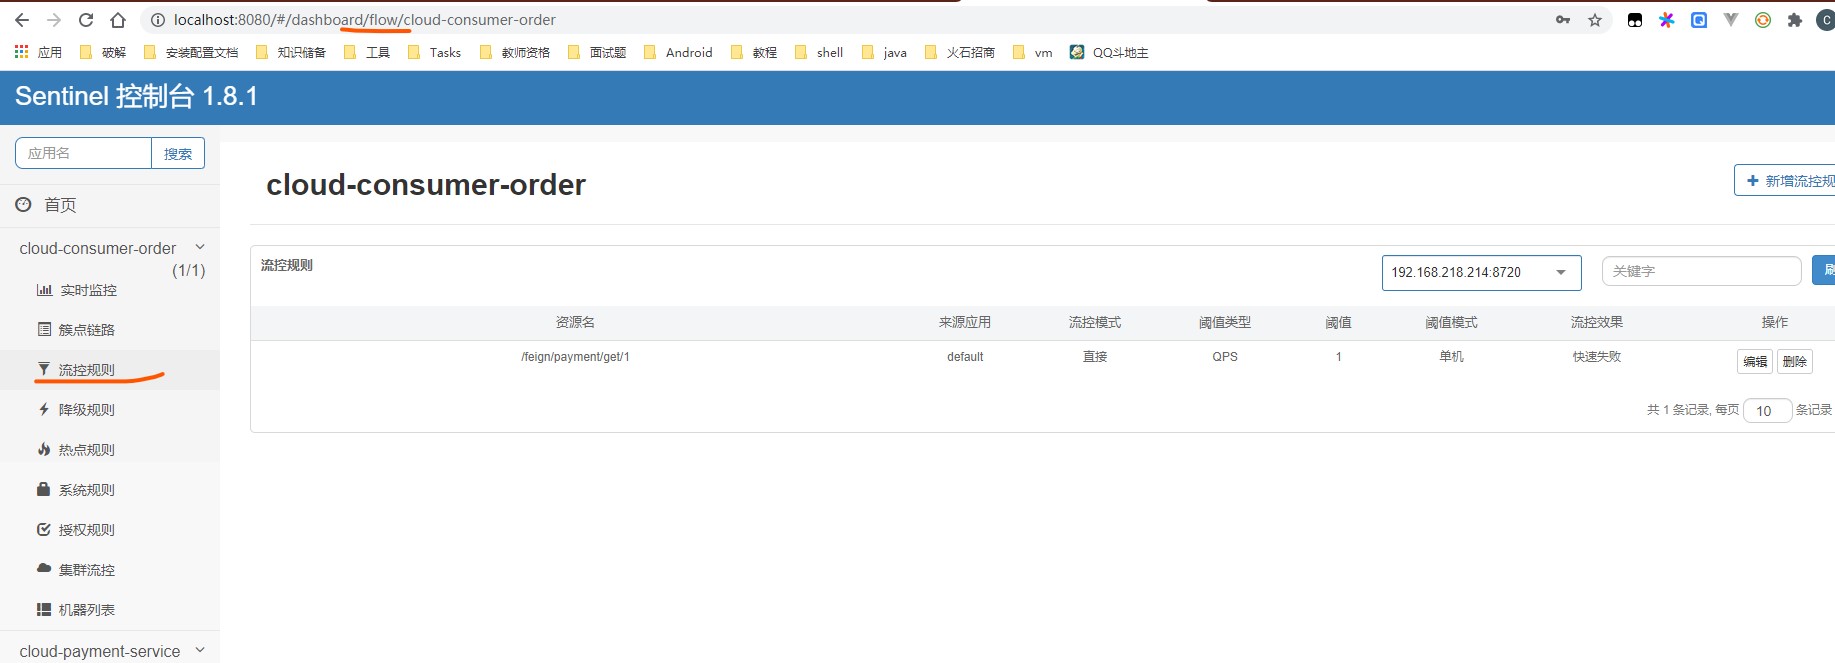 localhost:8080/#/dashboard/flow/cloud-consumer-order
C
应用 破解 安装配置文档 知识储备 工具 Tasks 教师资格 面试题 Android 教程 shell java 火石招商 vm QQ斗地主
Sentinel 控制台 1.8.1
应用名 搜索
首页
cloud-consumer-order
(1/1)
实时监控
簇点链路
流控规则
降级规则
热点规则
系统规则
授权规则
集群流控
机器列表
cloud-payment-service
cloud-consumer-order
新增流控规
流控规则 192.168.218.214:8720 关键字 刷
资源名 来源应用 流控模式 阈值类型 阈值 阈值模式 流控效果 操作
/feign/payment/get/1 default 直接 QPS 1 单机 快速失败 编辑 删除
共 1 条记录, 每页 10 条记录